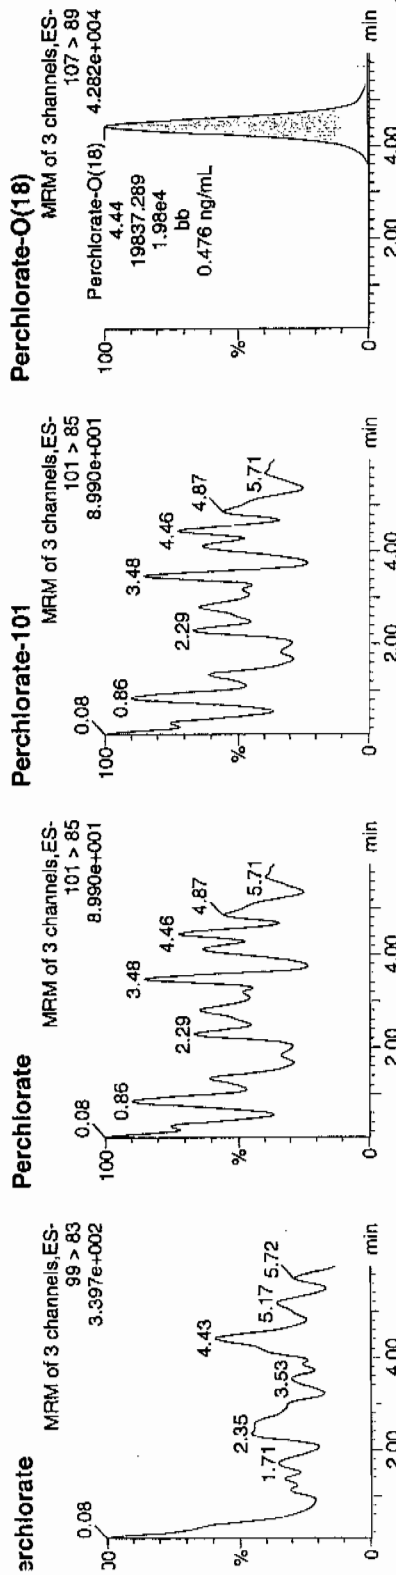 erchlorate
MRM of 3 channels,ES-
99 > 83
3.397e+002
0.08
4.43
2.35
1.71
3.53
5.17
5.72
00
%
0
2.00
4.00
min
Perchlorate
MRM of 3 channels,ES-
101 > 85
8.990e+001
0.08
0.86
3.48
4.46
2.29
4.87
5.71
100
%
0
2.00
4.00
min
Perchlorate-101
MRM of 3 channels,ES-
101 > 85
8.990e+001
0.08
0.86
3.48
4.46
2.29
4.87
5.71
100
%
0
2.00
4.00
min
Perchlorate-O(18)
MRM of 3 channels,ES-
107 > 89
4.282e+004
Perchlorate-O(18)
4.44
19837.289
1.98e4
bb
0.476 ng/mL
100
%
0
2.00
4.00
min